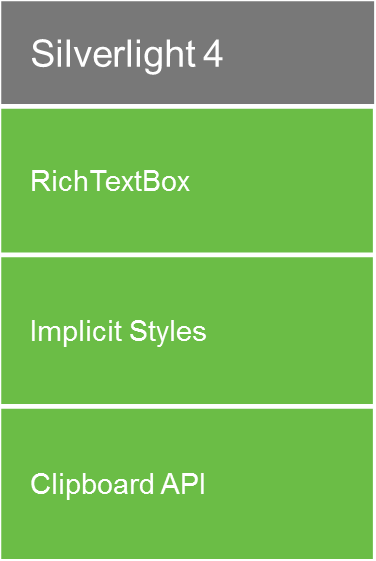 Silverlight 4
RichTextBox
Implicit Styles
Clipboard API